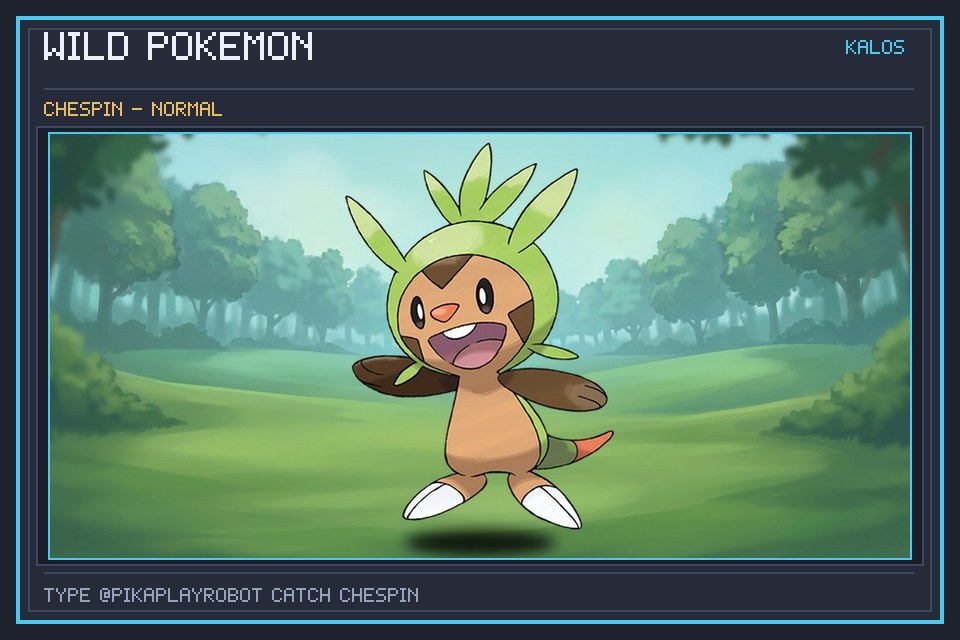 WILD POKEMON
KALOS
CHESPIN - NORMAL
TYPE @PIKAPLAYROBOT CATCH CHESPIN